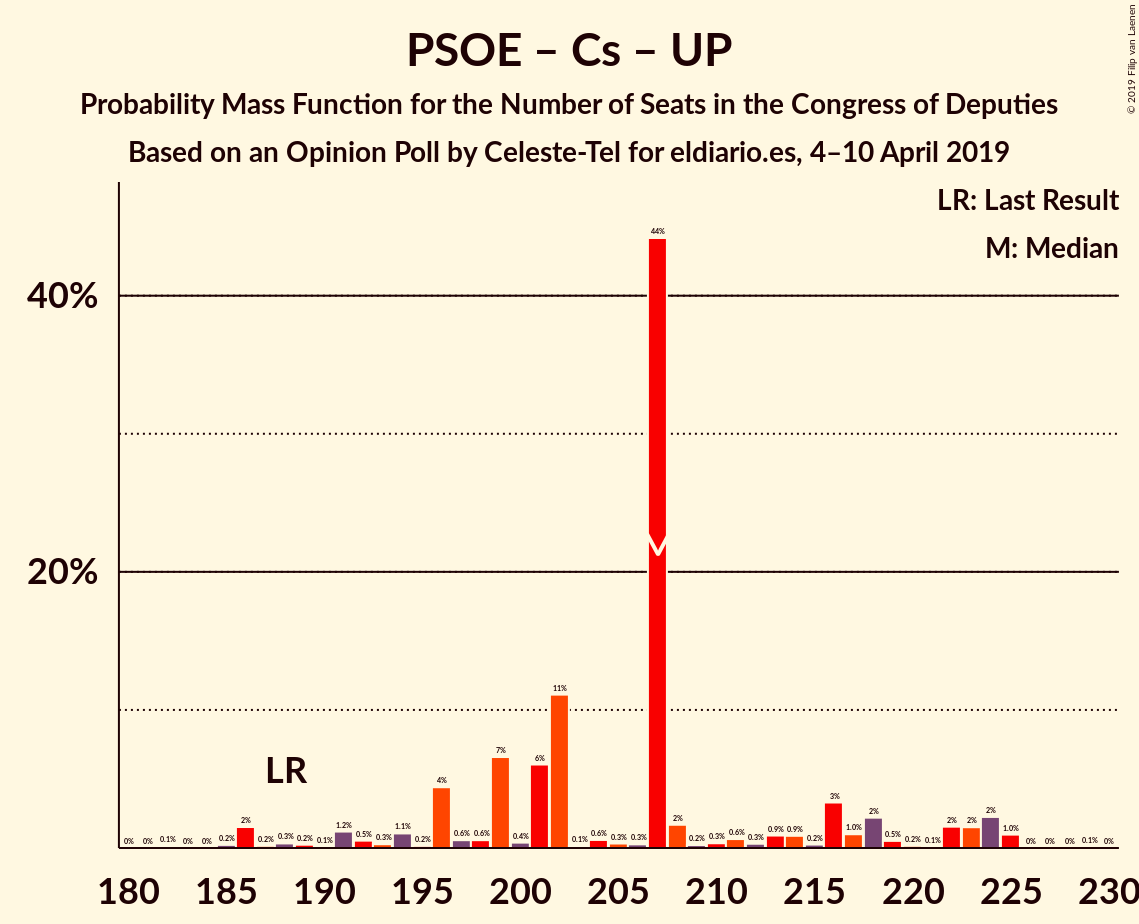 PSOE – Cs – UP
Probability Mass Function for the Number of Seats in the Congress of Deputies
Based on an Opinion Poll by Celeste-Tel for eldiario.es, 4–10 April 2019
© 2019 Filip van Laenen
LR: Last Result
M: Median
40%
20%
LR
0% 0% 0.1% 0% 0% 0.2% 2% 0.2% 0.3% 0.2% 0.1% 1.2% 0.5% 0.3% 1.1% 0.2% 4% 0.6% 0.6% 7% 0.4% 6% 11% 0.1% 0.6% 0.3% 0.3% 44% 2% 0.2% 0.3% 0.6% 0.3% 0.9% 0.9% 0.2% 3% 1.0% 2% 0.5% 0.2% 0.1% 2% 2% 2% 1.0% 0% 0% 0% 0.1% 0%
180 185 190 195 200 205 210 215 220 225 230